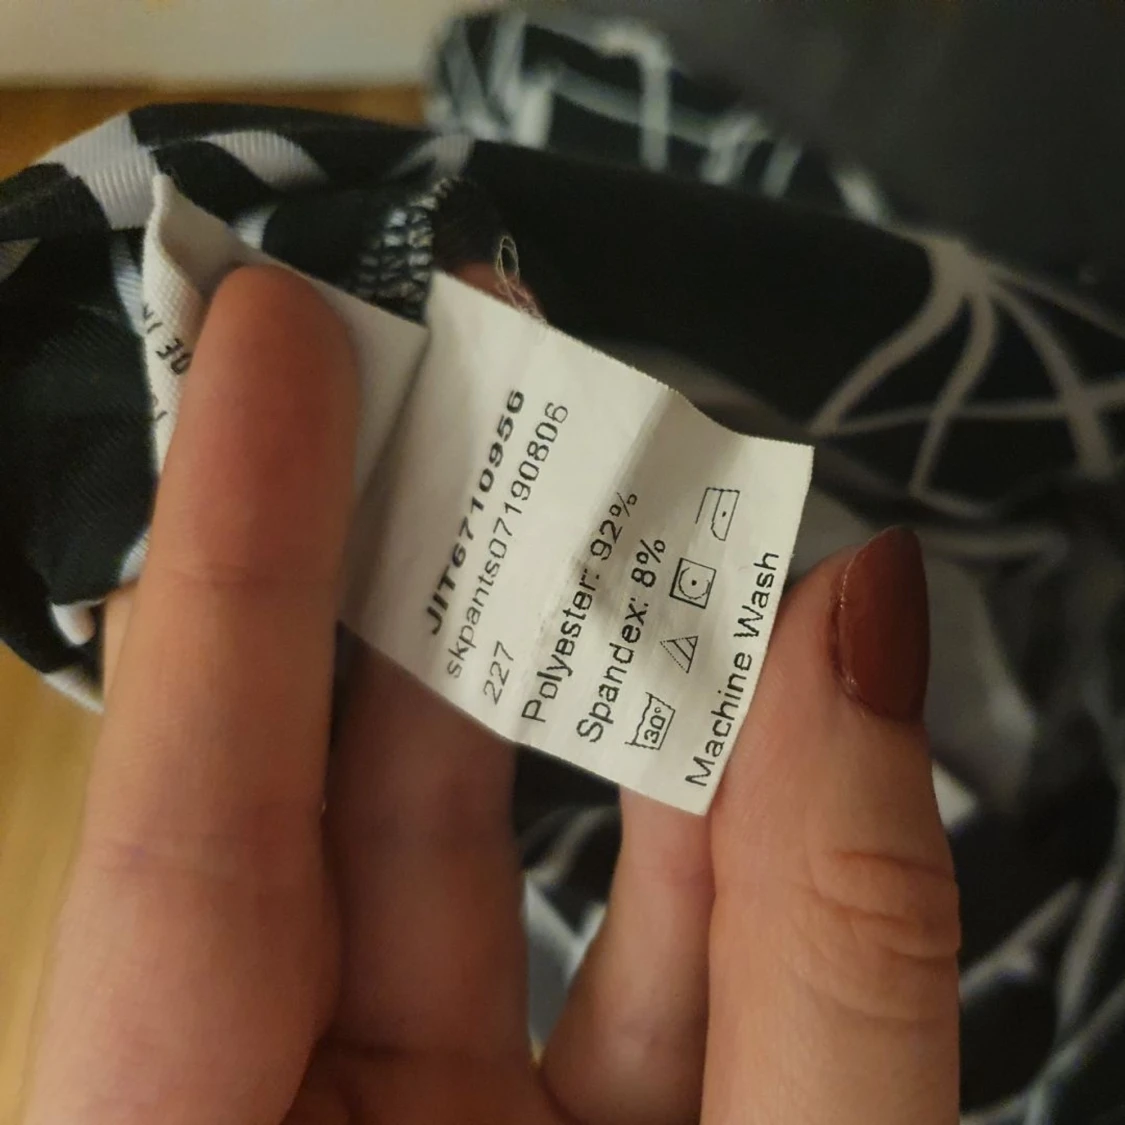 JIT6710956
skpants07190806
227
Polyester: 92%
Spandex: 8%
30°
Machine Wash